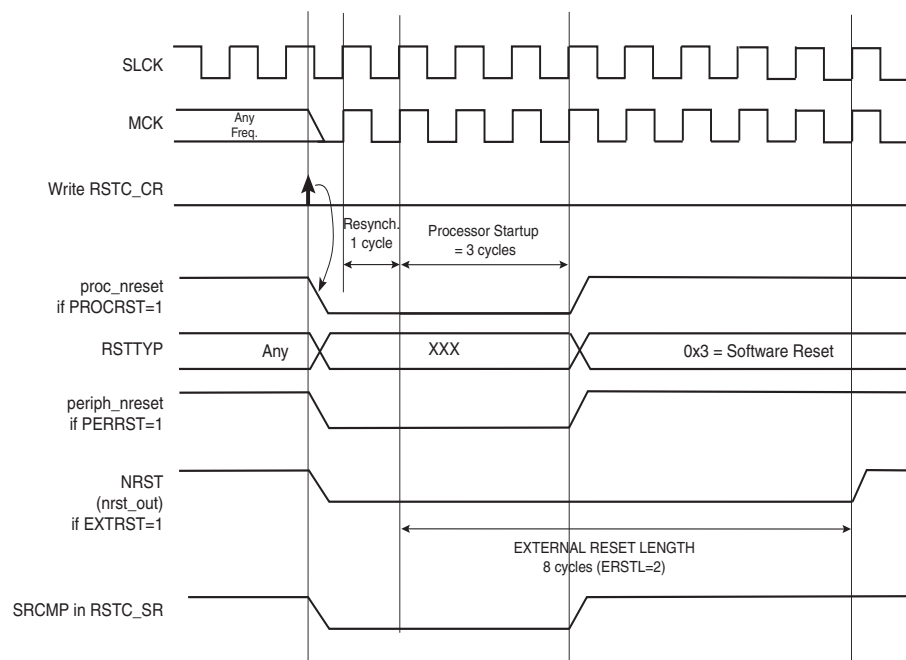 SLCK
MCK
Any
Freq.
Write RSTC_CR
Resynch.
1 cycle
Processor Startup
= 3 cycles
proc_nreset
if PROCRST=1
RSTTYP
Any
XXX
0x3 = Software Reset
periph_nreset
if PERRST=1
NRST
(nrst_out)
if EXTRST=1
EXTERNAL RESET LENGTH
8 cycles (ERSTL=2)
SRCMP in RSTC_SR